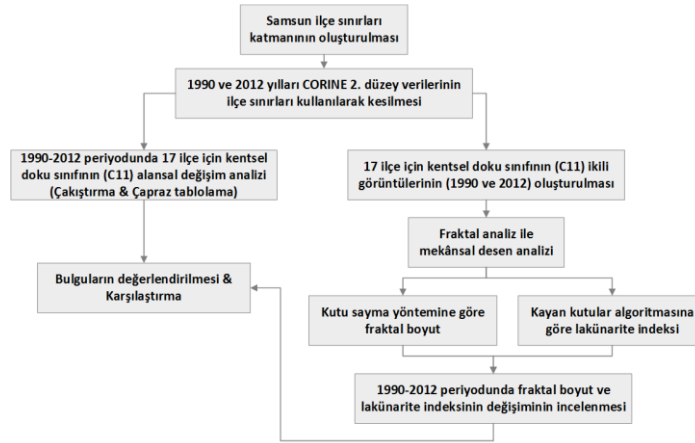 Samsun ilçe sınırları
katmanının oluşturulması
1990 ve 2012 yılları CORINE 2. düzey verilerinin
ilçe sınırları kullanılarak kesilmesi
1990-2012 periyodunda 17 ilçe için kentsel
doku sınıfının (C11) alansal değişim analizi
(Çakıştırma & Çapraz tablolama)
17 ilçe için kentsel doku sınıfının (C11) ikili
görüntülerinin (1990 ve 2012) oluşturulması
Fraktal analiz ile
mekânsal desen analizi
Bulguların değerlendirilmesi &
Karşılaştırma
Kutu sayma yöntemine göre
fraktal boyut
Kayan kutular algoritmasına
göre lakünarite indeksi
1990-2012 periyodunda fraktal boyut ve
lakünarite indeksinin değişiminin incelenmesi